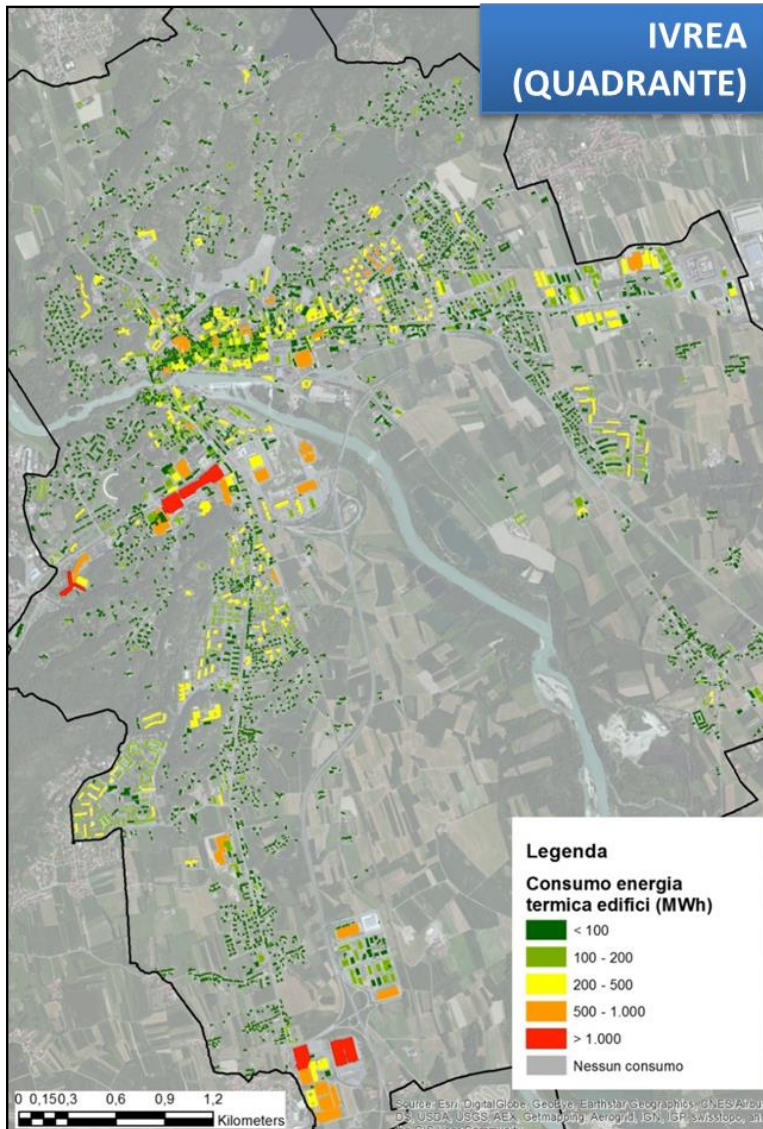 IVREA
(QUADRANTE)
Legenda
Consumo energia
termica edifici (MWh)
< 100
100 - 200
200 - 500
500 - 1.000
> 1.000
Nessun consumo
0 0,15 0,3 0,6 0,9 1,2
Kilometers
Source: Esri, DigitalGlobe, GeoEye, Earthstar Geographics, CNES/Airbus
DS, USDA, USGS, AEX, Getmapping, Aerogrid, IGN, IGP, swisstopo, and